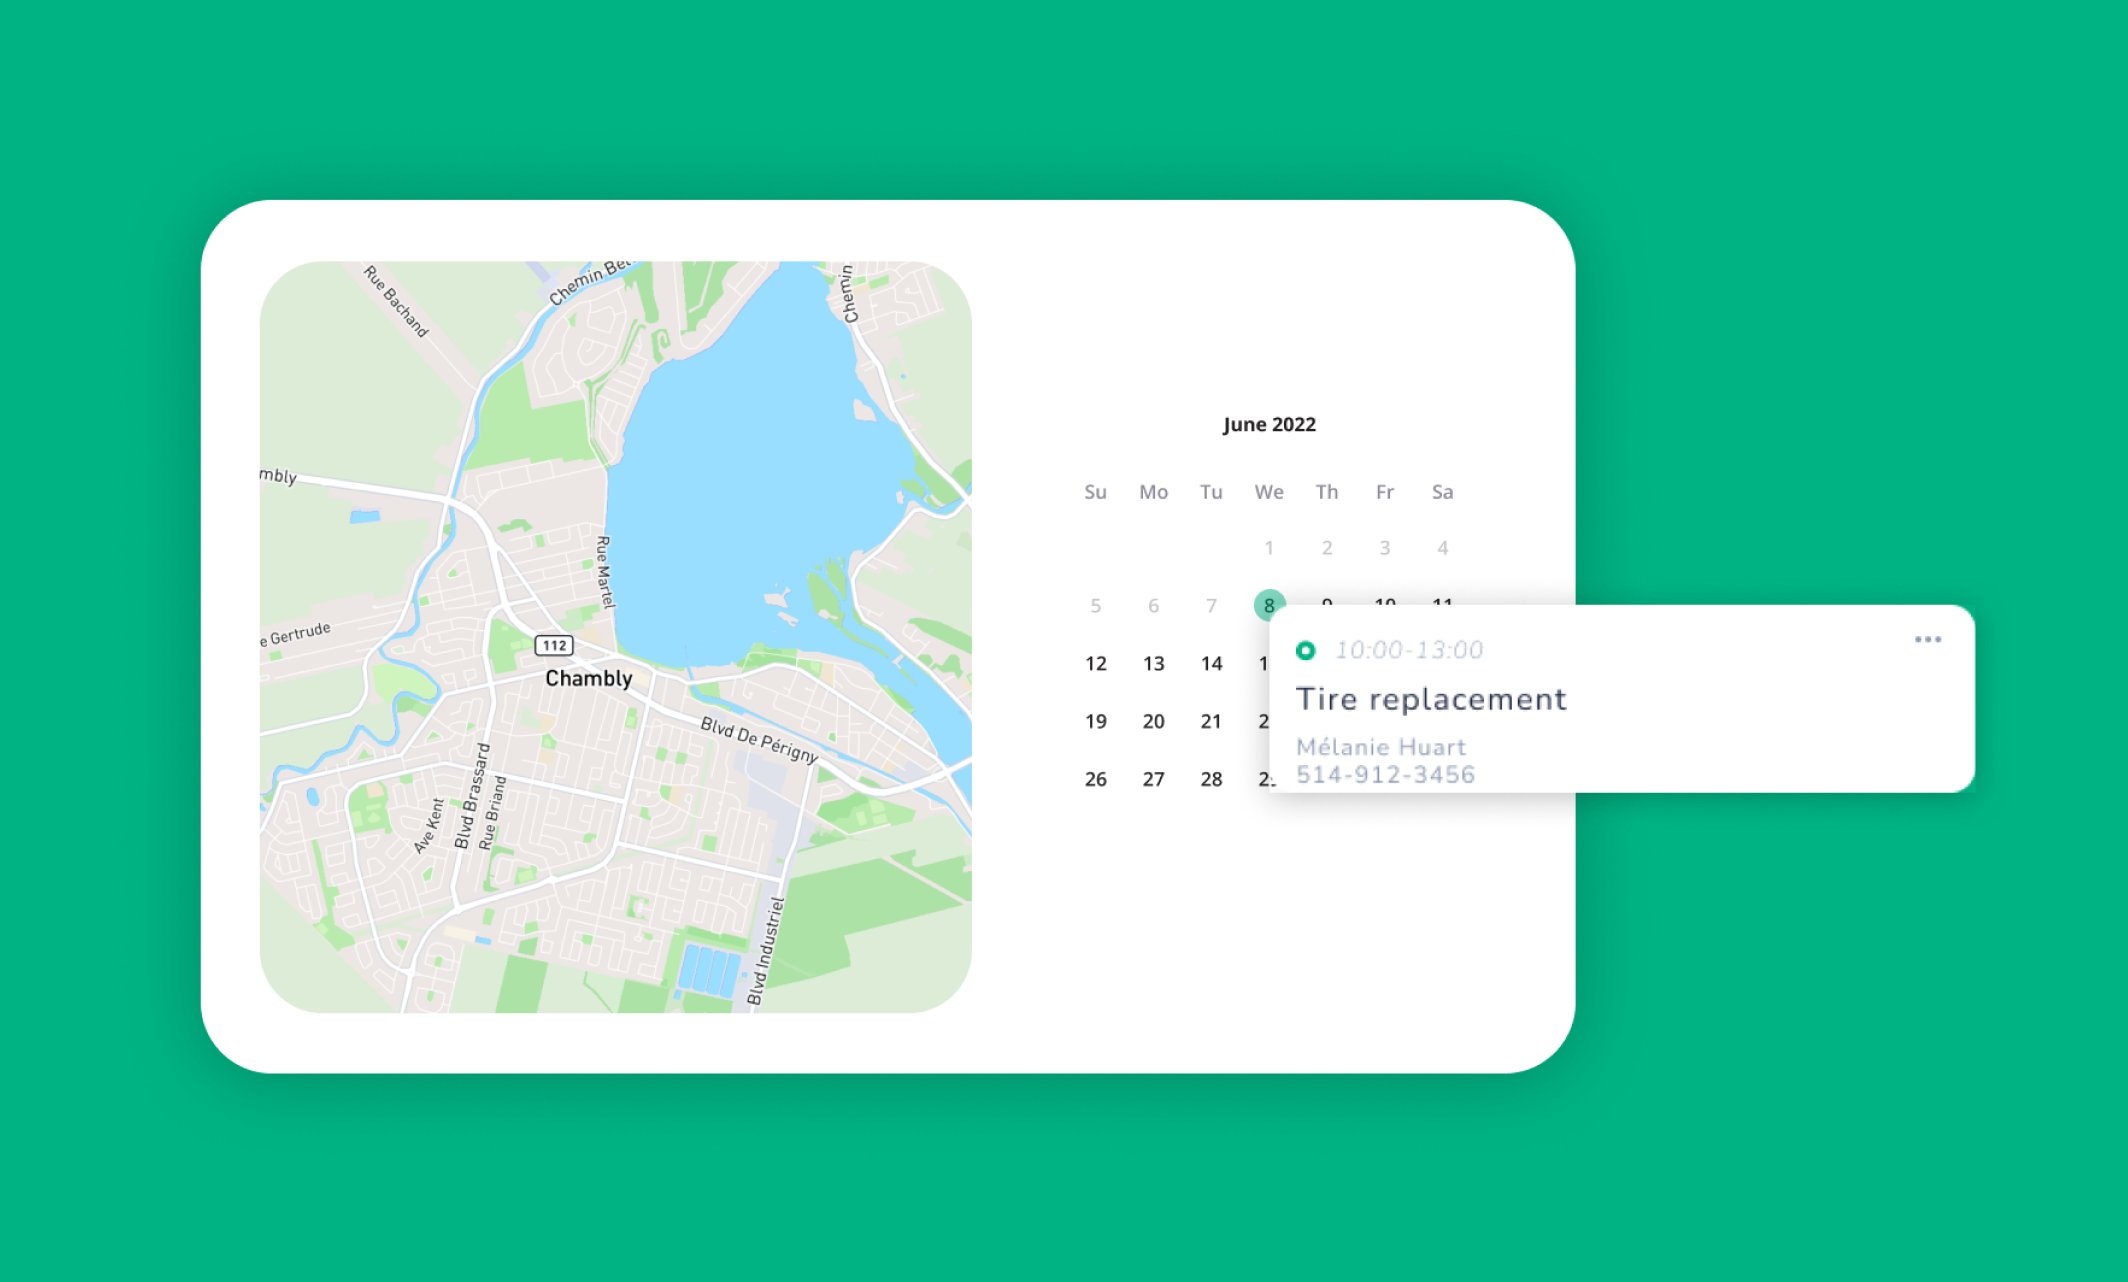 Rue Bachand
Chemin Bel
Chemin
mbly
Rue Martel
e Gertrude
112
Chambly
Blvd De Périgny
Blvd Brassard
Rue Briand
Ave Kent
Blvd Industriel
June 2022
Su Mo Tu We Th Fr Sa
1 2 3 4
5 6 7 8 9 10 11
12 13 14 1
19 20 21 2
26 27 28 29
10:00-13:00
Tire replacement
Mélanie Huart
514-912-3456